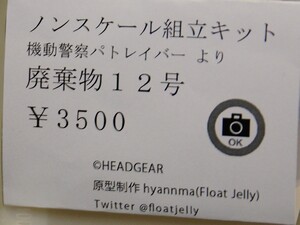 ノンスケール組立キット
機動警察パトレイバー より
廃棄物12号
¥3500
OK
©HEADGEAR
原型制作 hyannma(Float Jelly)
Twitter @floatjelly